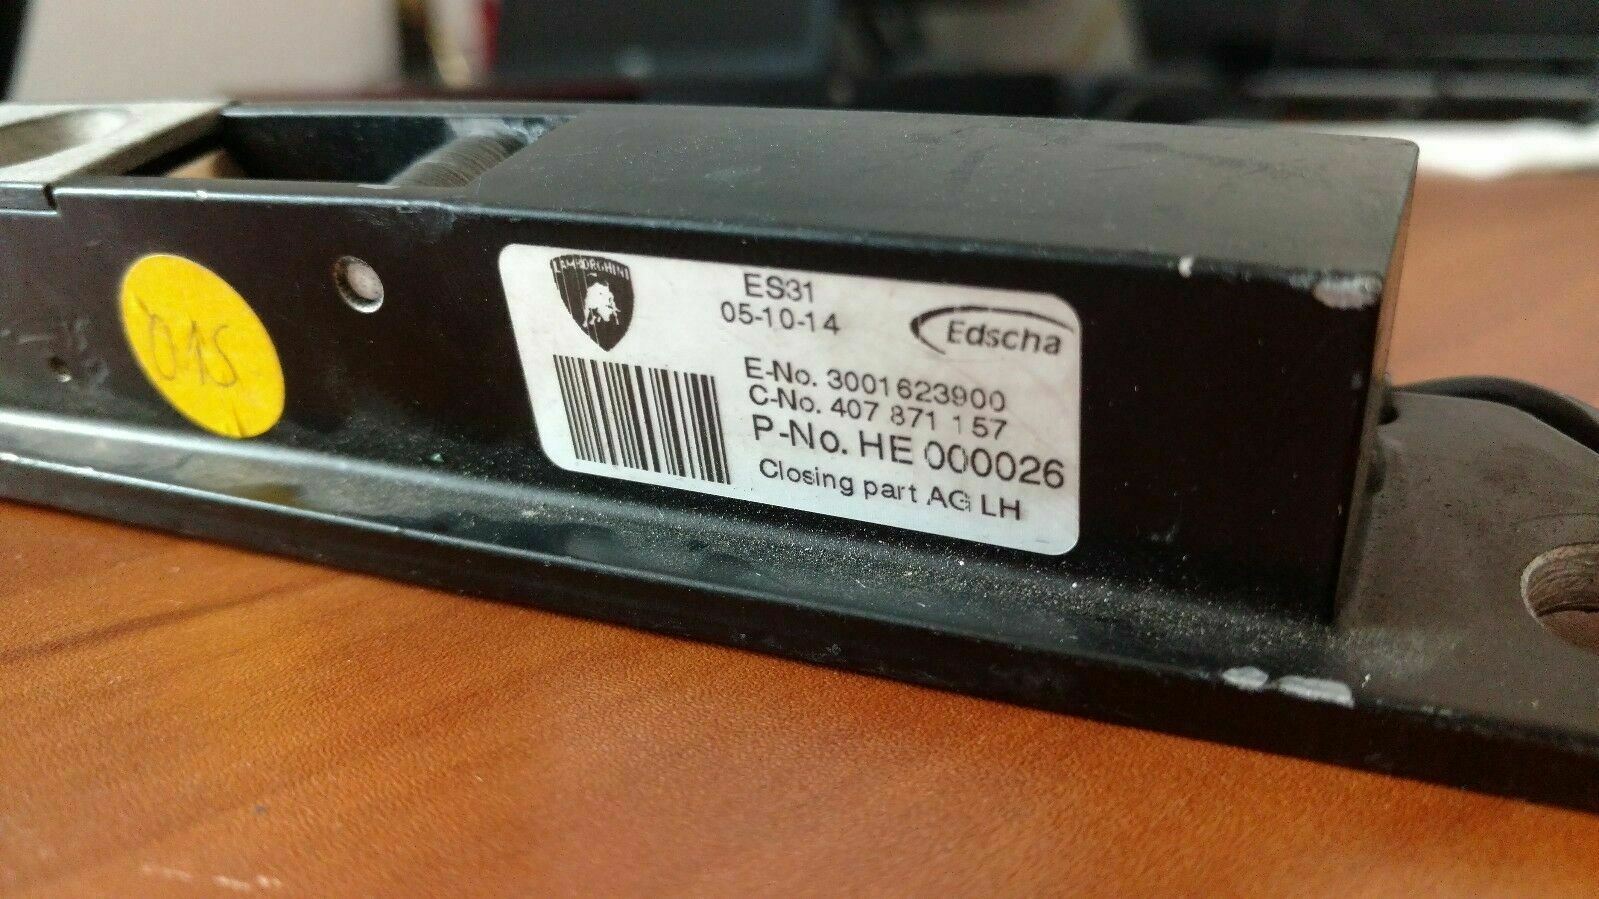 LAMBORGHINI
ES31
05-10-14
Edscha
E-No. 3001623900
C-No. 407 871 157
P-No. HE 000026
Closing part AG LH
015